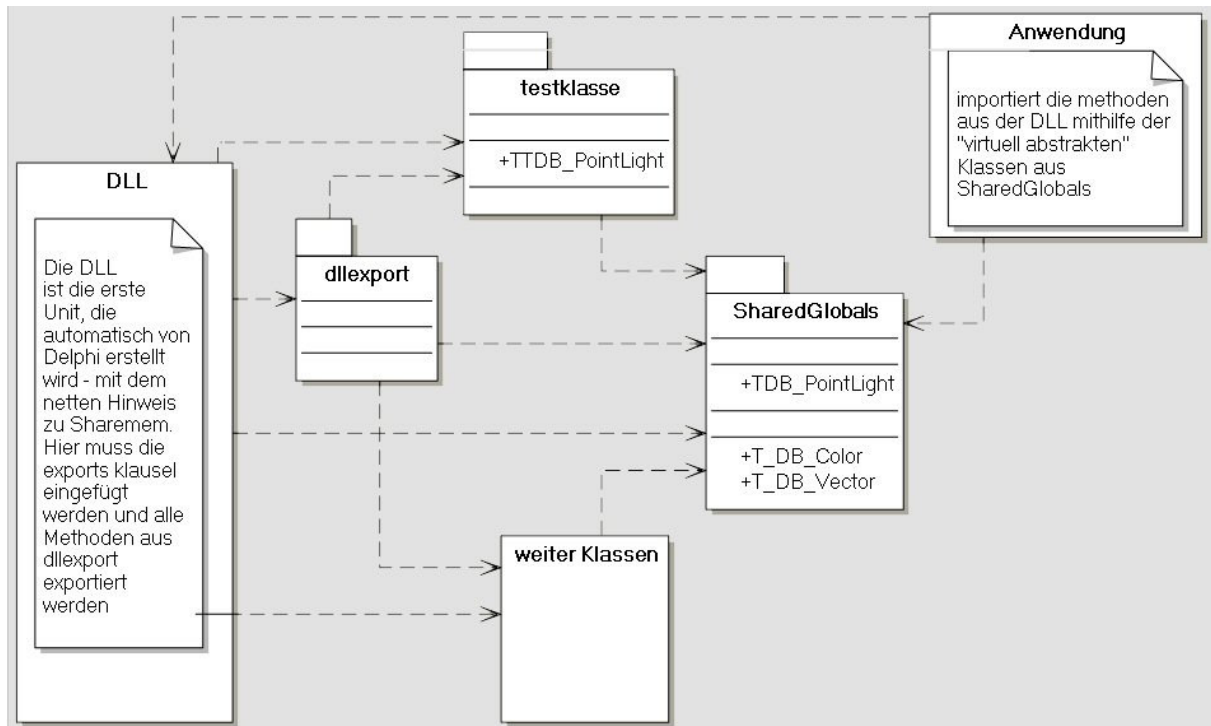 Anwendung
importiert die methoden
aus der DLL mithilfe der
"virtuell abstrakten"
Klassen aus
SharedGlobals
testklasse
+TTDB_PointLight
DLL
Die DLL
ist die erste
Unit, die
automatisch von
Delphi erstellt
wird - mit dem
netten Hinweis
zu Sharemem.
Hier muss die
exports klausel
eingefügt
werden und alle
Methoden aus
dllexport
exportiert
werden
dllexport
SharedGlobals
+TDB_PointLight
+T_DB_Color
+T_DB_Vector
weiter Klassen